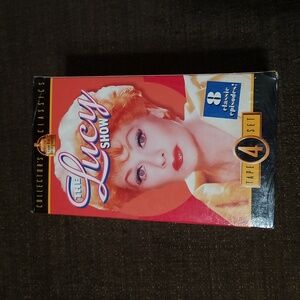 COLLECTOR'S CLASSICS
THE
Lucy
SHOW
8
classic
episodes!
TAPE 4 SET